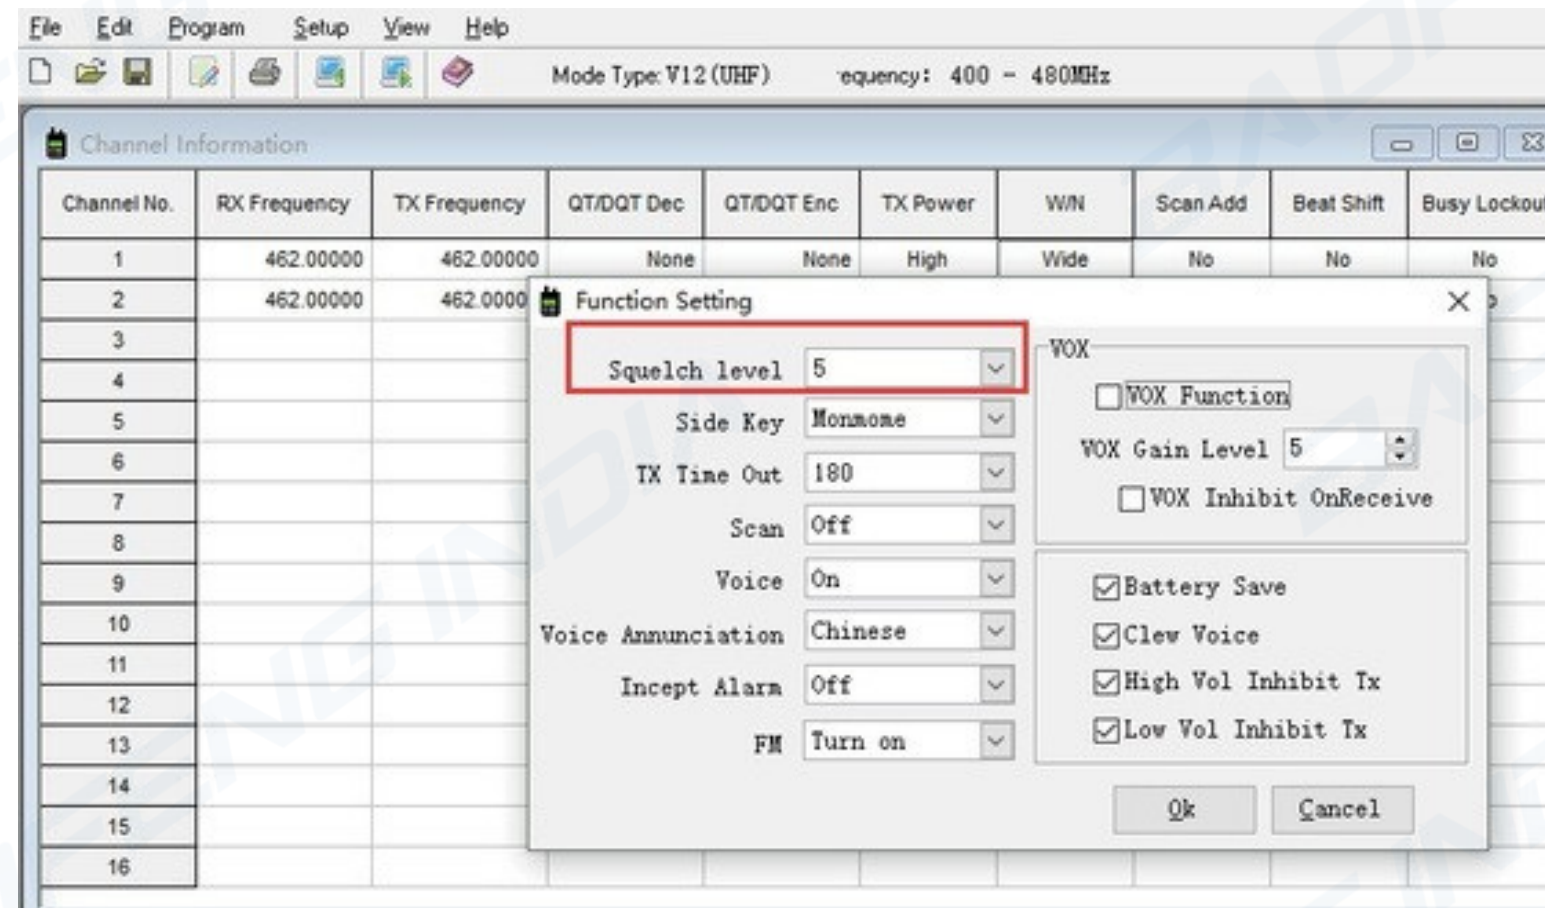 File Edit Program Setup View Help
Mode Type: V12(UHF) equency: 400 - 480MHz
Channel Information
Channel No. RX Frequency TX Frequency QT/DQT Dec QT/DQT Enc TX Power W/N Scan Add Beat Shift Busy Lockout
1 462.00000 462.00000 None None High Wide No No No
2 462.00000 462.0000
Function Setting
3
Squelch level 5
VOX
4
VOX Function
5
Side Key Monmome
VOX Gain Level 5
6
TX Time Out 180
7
VOX Inhibit OnReceive
8
Scan Off
9
Voice On
Battery Save
10
Voice Annunciation Chinese
Clew Voice
11
Incept Alarm Off
High Vol Inhibit Tx
12
13
FM Turn on
Low Vol Inhibit Tx
14
15
Ok Cancel
16
ENG INDIA